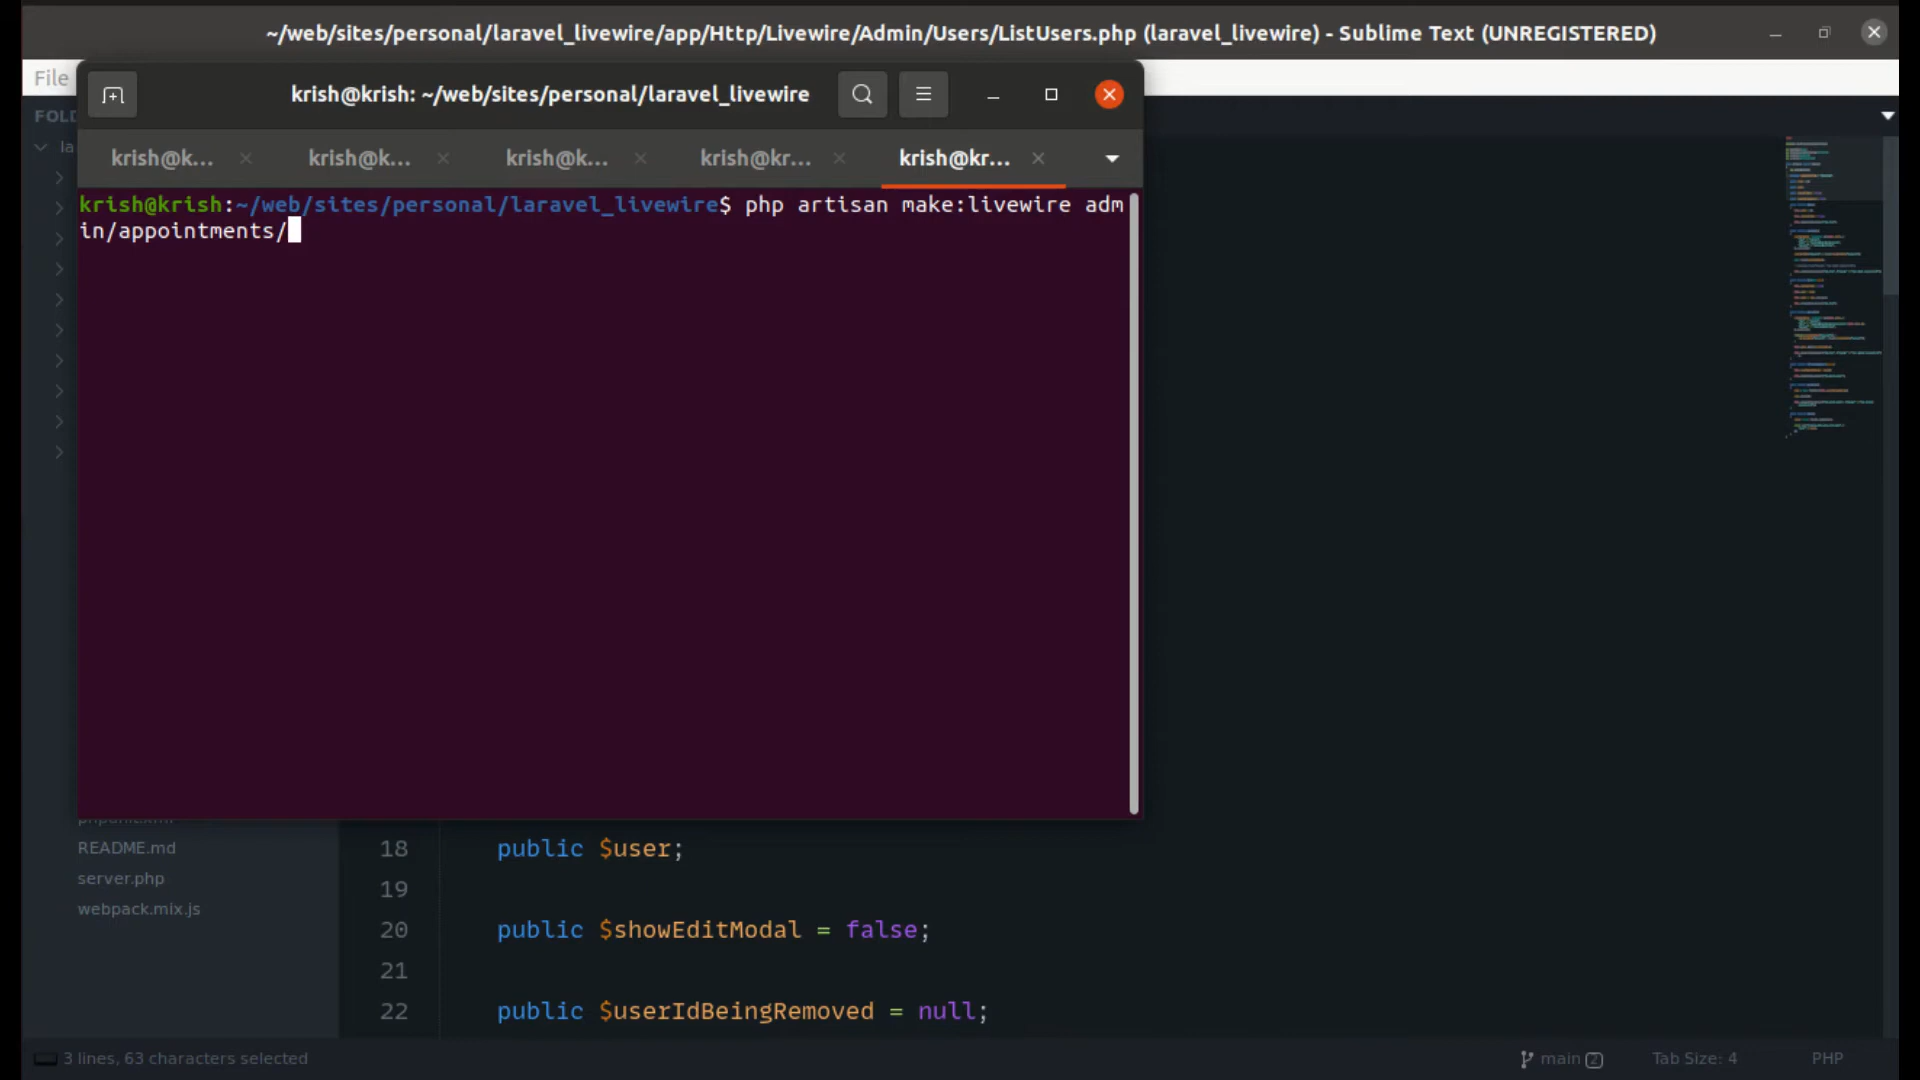 ~/web/sites/personal/laravel_livewire/app/Http/Livewire/Admin/Users/ListUsers.php (laravel_livewire) - Sublime Text (UNREGISTERED)
File
krish@krish: ~/web/sites/personal/laravel_livewire
FOLD
la
krish@k... krish@k... krish@k... krish@kr... krish@kr...
krish@krish:~/web/sites/personal/laravel_livewire$ php artisan make:livewire adm
in/appointments/
README.md
server.php
webpack.mix.js
18 public $user;
19
20 public $showEditModal = false;
21
22 public $userIdBeingRemoved = null;
3 lines, 63 characters selected
main 2
Tab Size: 4
PHP